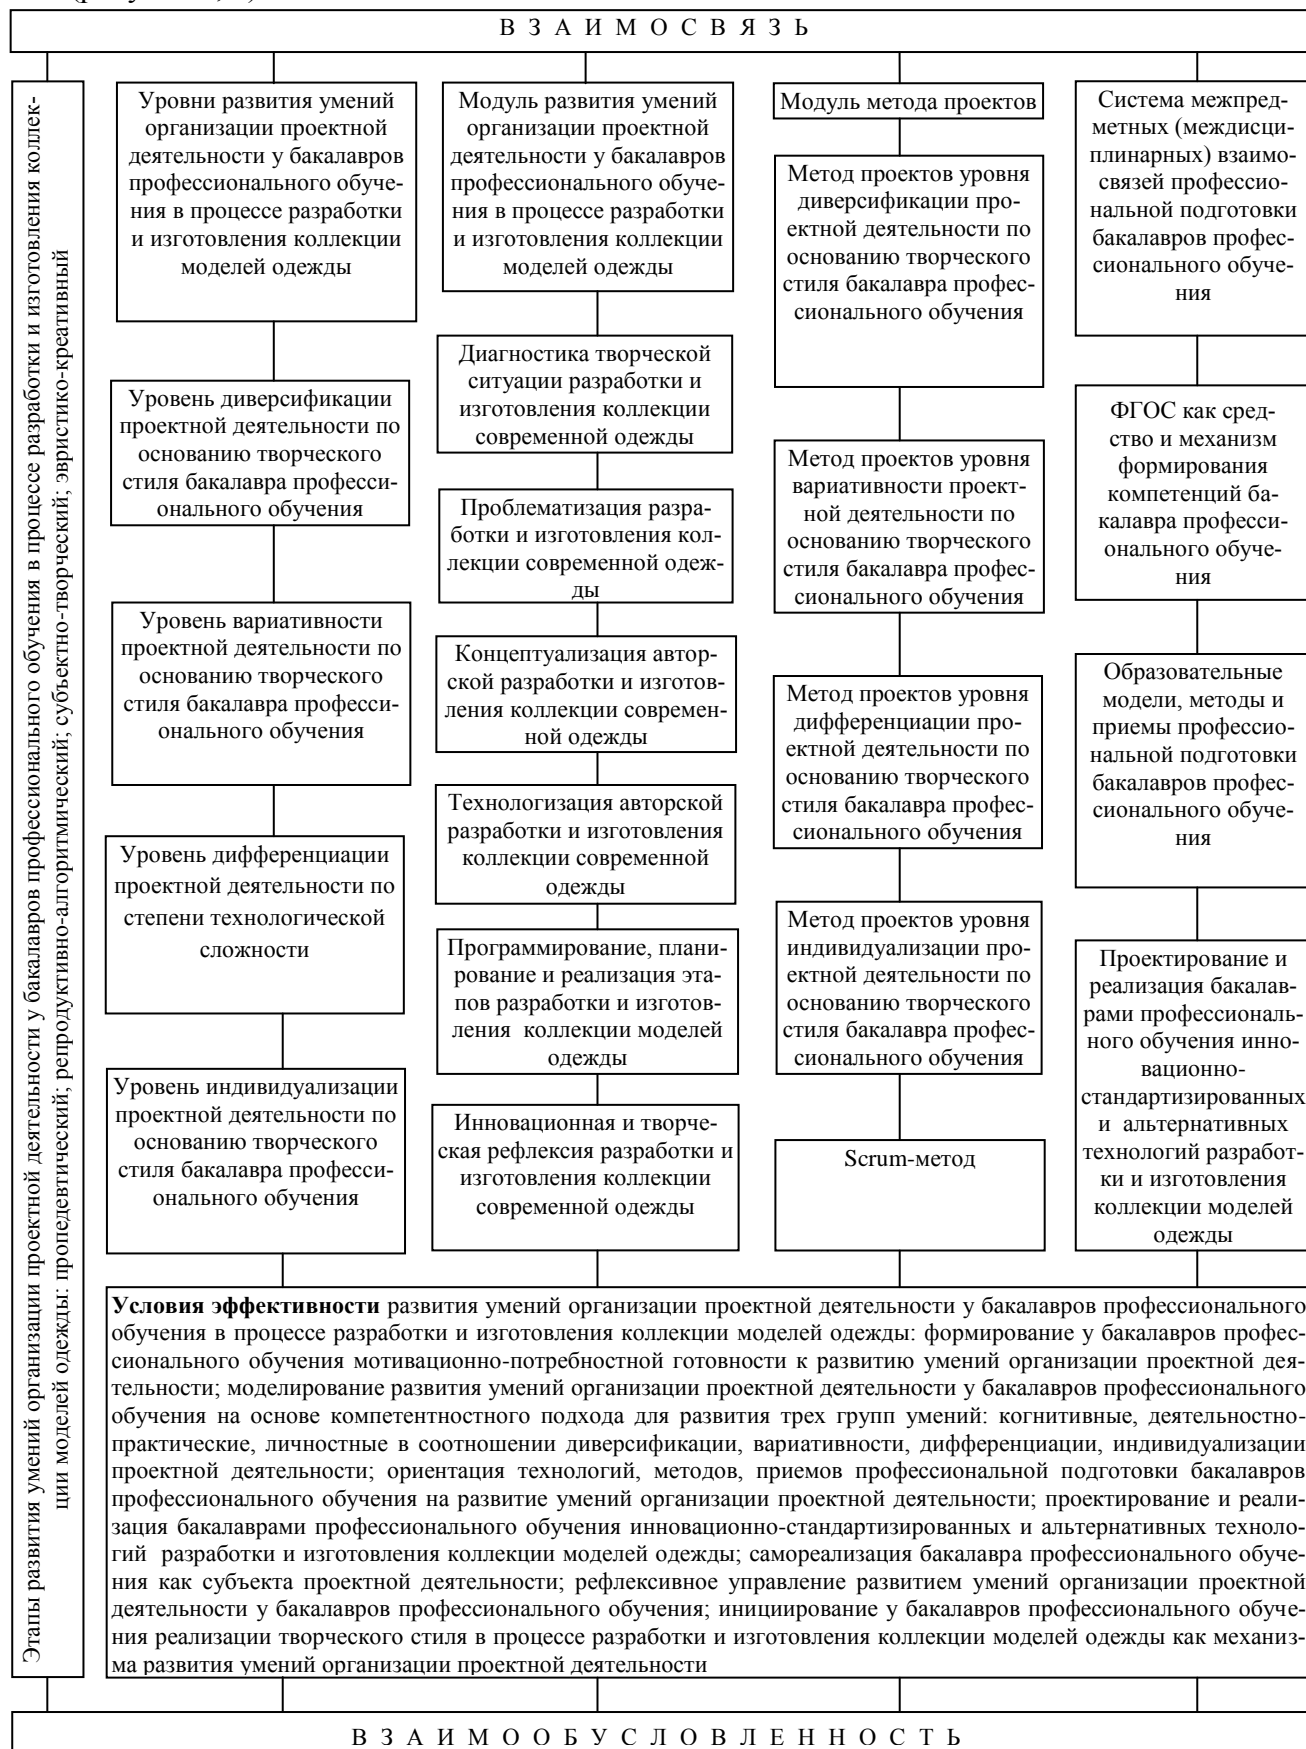 В З А И М О С В Я З Ь
Этапы развития умений организации проектной деятельности у бакалавров профессионального обучения в процессе разработки и изготовления коллек-
ции моделей одежды: пропедевтический; репродуктивно-алгоритмический; субъектно-творческий; эвристико-креативный
Уровни развития умений
организации проектной
деятельности у бакалавров
профессионального обуче-
ния в процессе разработки
и изготовления коллекции
моделей одежды
Уровень диверсификации
проектной деятельности по
основанию творческого
стиля бакалавра професси-
онального обучения
Уровень вариативности
проектной деятельности по
основанию творческого
стиля бакалавра професси-
онального обучения
Уровень дифференциации
проектной деятельности по
степени технологической
сложности
Уровень индивидуализации
проектной деятельности по
основанию творческого
стиля бакалавра професси-
онального обучения
Модуль развития умений
организации проектной
деятельности у бакалавров
профессионального обуче-
ния в процессе разработки
и изготовления коллекции
моделей одежды
Диагностика творческой
ситуации разработки и
изготовления коллекции
современной одежды
Проблематизация разра-
ботки и изготовления кол-
лекции современной одеж-
ды
Концептуализация автор-
ской разработки и изготов-
ления коллекции современ-
ной одежды
Технологизация авторской
разработки и изготовления
коллекции современной
одежды
Программирование, плани-
рование и реализация эта-
пов разработки и изготов-
ления коллекции моделей
одежды
Инновационная и творче-
ская рефлексия разработки и
изготовления коллекции
современной одежды
Модуль метода проектов
Метод проектов уровня
диверсификации про-
ектной деятельности по
основанию творческого
стиля бакалавра профес-
сионального обучения
Метод проектов уровня
вариативности проект-
ной деятельности по
основанию творческого
стиля бакалавра профес-
сионального обучения
Метод проектов уровня
дифференциации про-
ектной деятельности по
основанию творческого
стиля бакалавра профес-
сионального обучения
Метод проектов уровня
индивидуализации про-
ектной деятельности по
основанию творческого
стиля бакалавра профес-
сионального обучения
Scrum-метод
Система межпред-
метных (междисци-
плинарных) взаимо-
связей профессио-
нальной подготовки
бакалавров профес-
сионального обуче-
ния
ФГОС как сред-
ство и механизм
формирования
компетенций ба-
калавра професси-
онального обуче-
ния
Образовательные
модели, методы и
приемы профессио-
нальной подготовки
бакалавров профес-
сионального обуче-
ния
Проектирование и
реализация бакалав-
рами профессиональ-
ного обучения инно-
вационно-
стандартизированных
и альтернативных
технологий разработ-
ки и изготовления
коллекции моделей
одежды
Условия эффективности развития умений организации проектной деятельности у бакалавров профессионального
обучения в процессе разработки и изготовления коллекции моделей одежды: формирование у бакалавров профес-
сионального обучения мотивационно-потребностной готовности к развитию умений организации проектной дея-
тельности; моделирование развития умений организации проектной деятельности у бакалавров профессионального
обучения на основе компетентностного подхода для развития трех групп умений: когнитивные, деятельностно-
практические, личностные в соотношении диверсификации, вариативности, дифференциации, индивидуализации
проектной деятельности; ориентация технологий, методов, приемов профессиональной подготовки бакалавров
профессионального обучения на развитие умений организации проектной деятельности; проектирование и реали-
зация бакалаврами профессионального обучения инновационно-стандартизированных и альтернативных техноло-
гий разработки и изготовления коллекции моделей одежды; самореализация бакалавра профессионального обуче-
ния как субъекта проектной деятельности; рефлексивное управление развитием умений организации проектной
деятельности у бакалавров профессионального обучения; инициирование у бакалавров профессионального обуче-
ния реализации творческого стиля в процессе разработки и изготовления коллекции моделей одежды как механиз-
ма развития умений организации проектной деятельности
В З А И М О О Б У С Л О В Л Е Н Н О С Т Ь